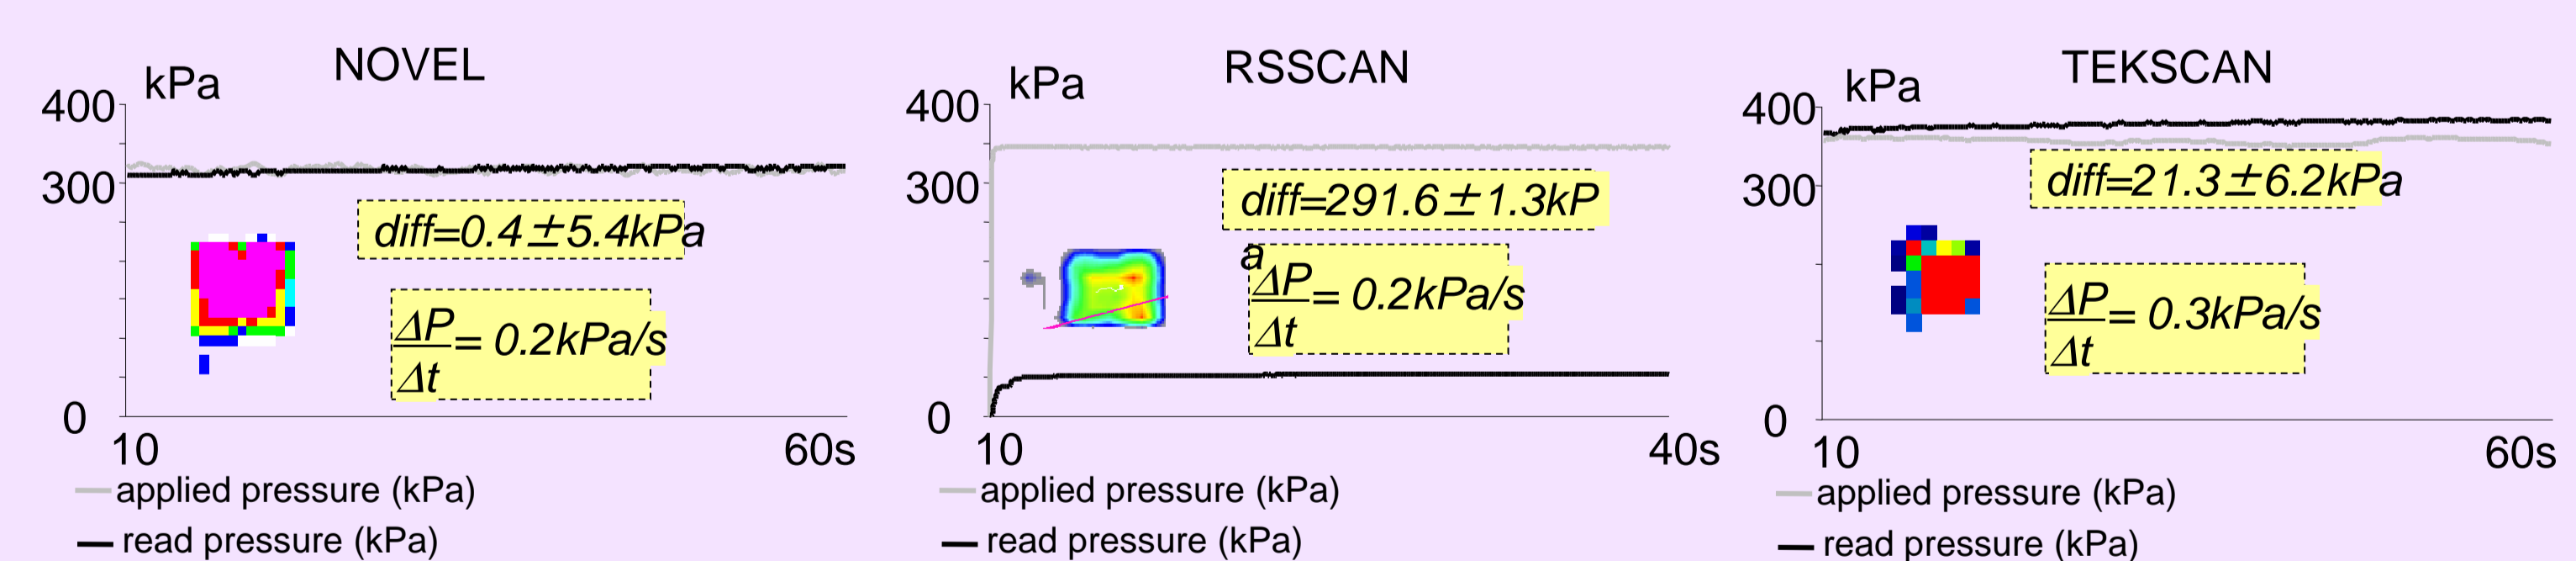 NOVEL
kPa
400
300
diff=0.4±5.4kPa
ΔP
= 0.2kPa/s
Δt
0
10
60s
applied pressure (kPa)
read pressure (kPa)
RSSCAN
kPa
400
300
diff=291.6±1.3kP
a
ΔP
= 0.2kPa/s
Δt
0
10
40s
applied pressure (kPa)
read pressure (kPa)
TEKSCAN
kPa
400
300
diff=21.3±6.2kPa
ΔP
= 0.3kPa/s
Δt
0
10
60s
applied pressure (kPa)
read pressure (kPa)